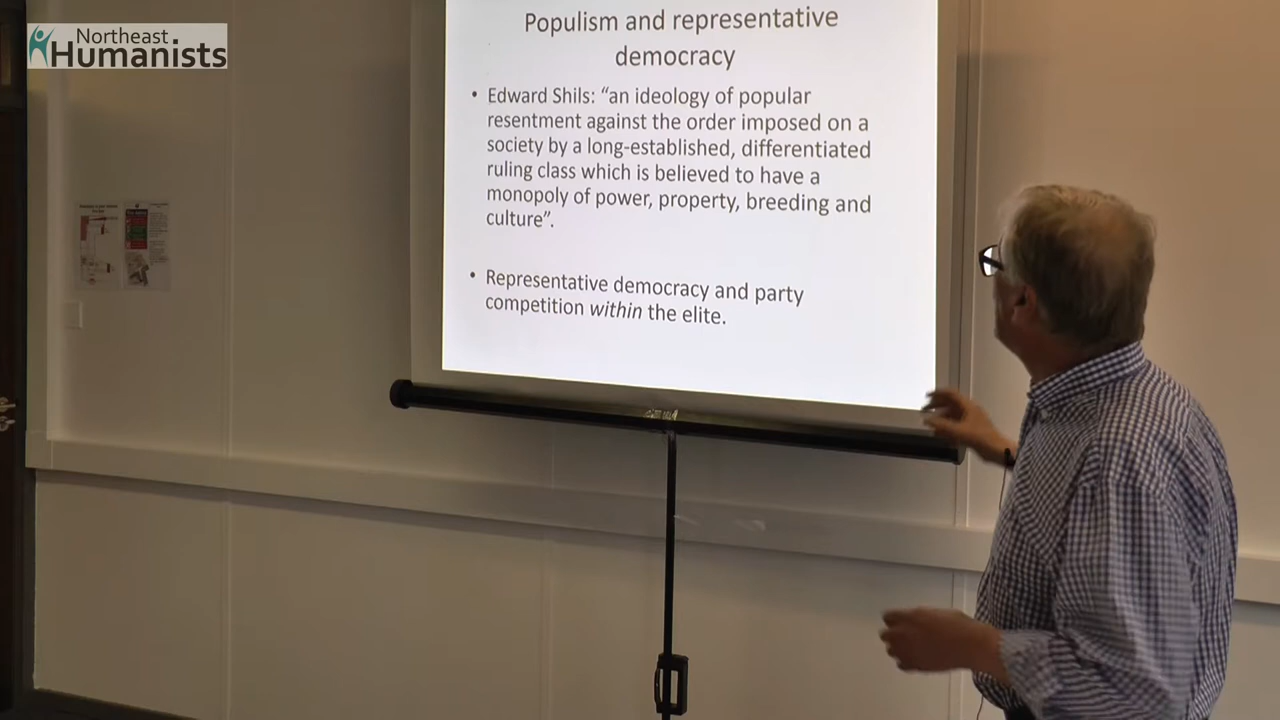 Northeast
Humanists
Populism and representative
democracy
• Edward Shils: “an ideology of popular
resentment against the order imposed on a
society by a long-established, differentiated
ruling class which is believed to have a
monopoly of power, property, breeding and
culture”.
• Representative democracy and party
competition within the elite.